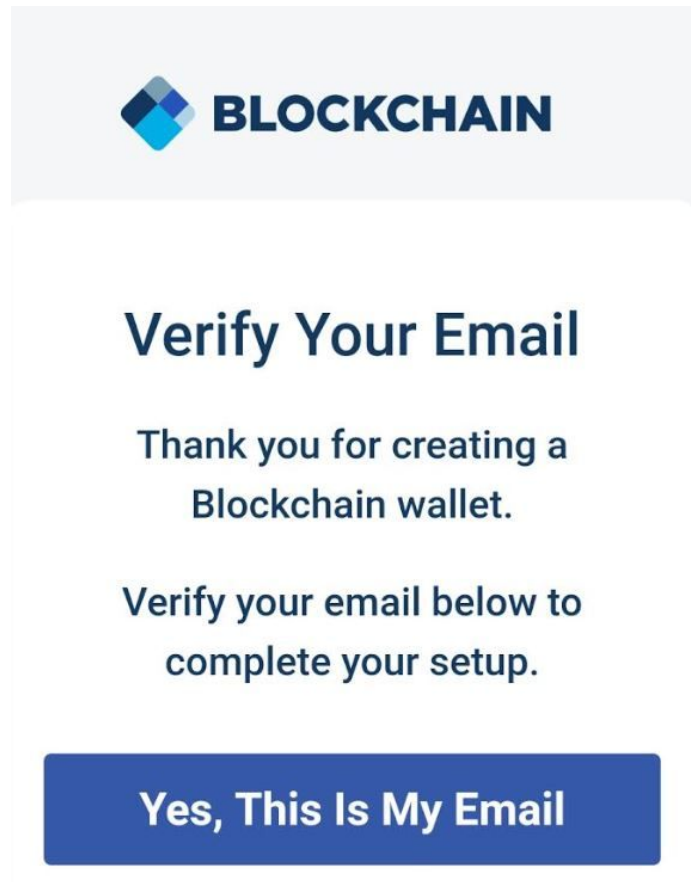 BLOCKCHAIN
Verify Your Email
Thank you for creating a
Blockchain wallet.
Verify your email below to
complete your setup.
Yes, This Is My Email